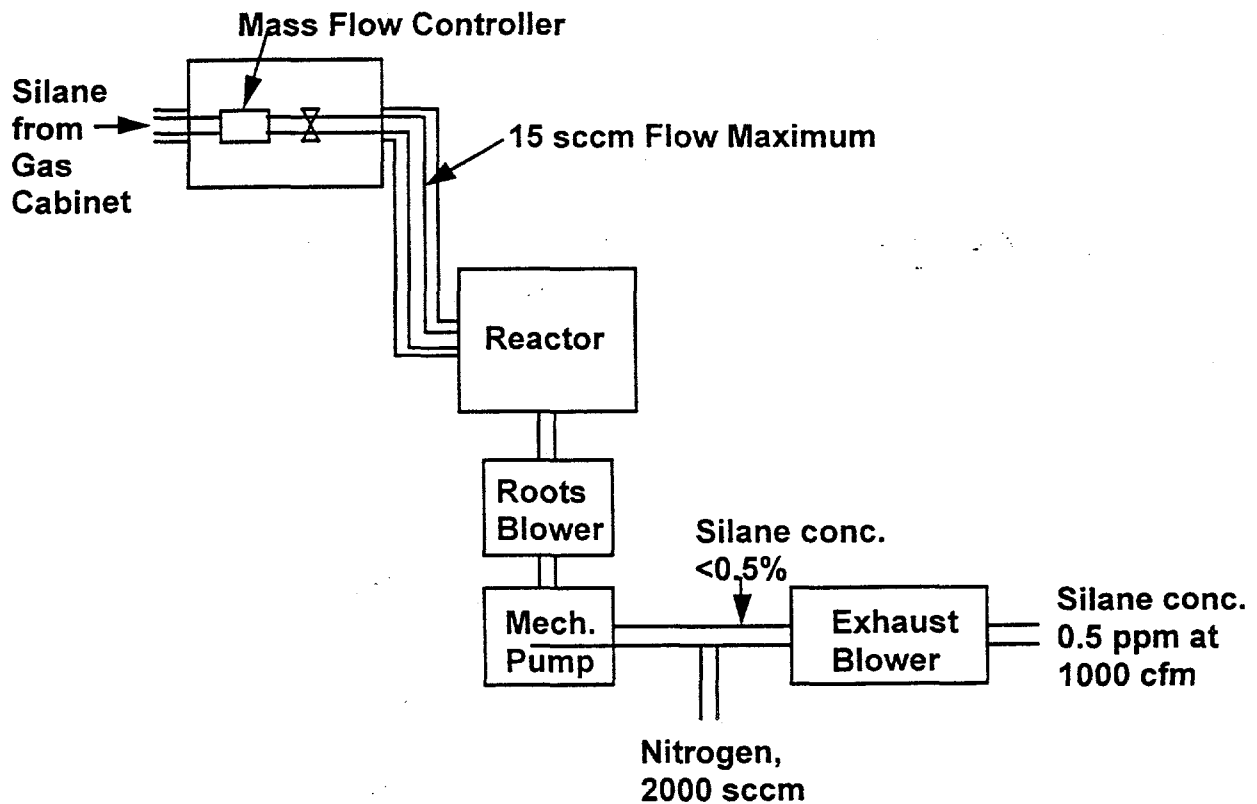 Mass Flow Controller
Silane
from
Gas
Cabinet
15 sccm Flow Maximum
Reactor
Roots
Blower
Silane conc.
<0.5%
Mech.
Pump
Exhaust
Blower
Silane conc.
0.5 ppm at
1000 cfm
Nitrogen,
2000 sccm